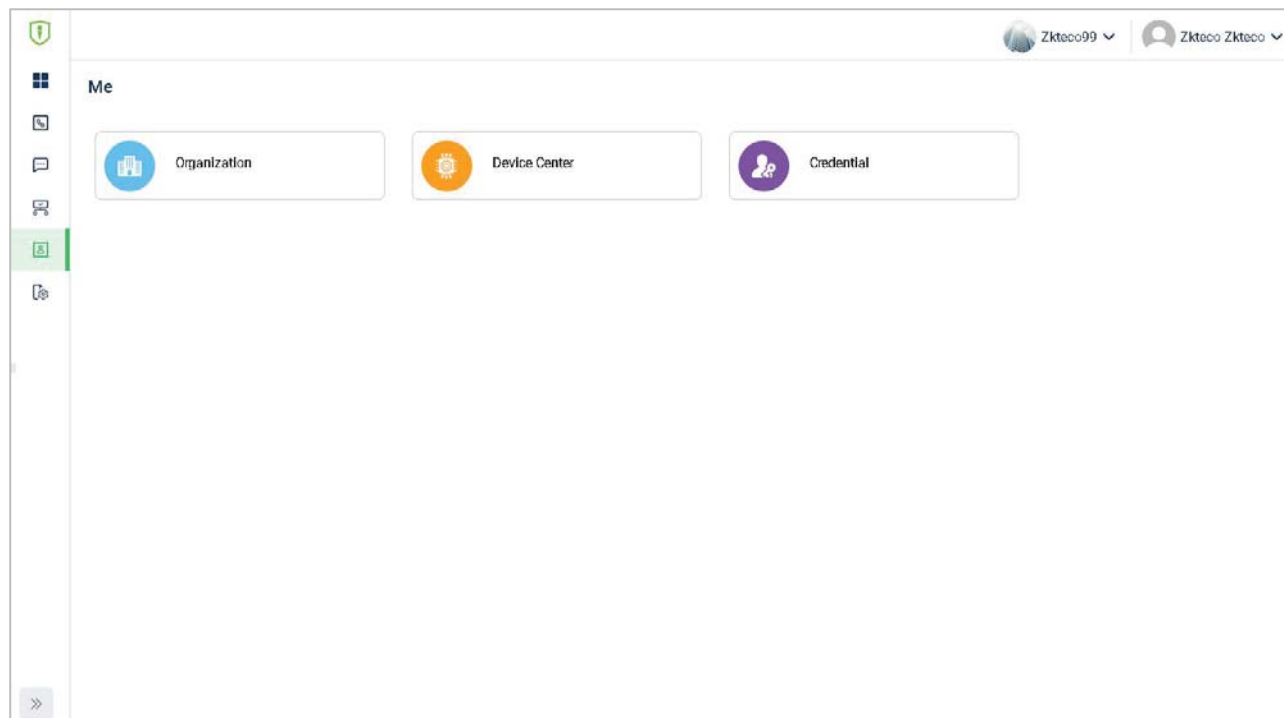 Zkteco99
Zkteco Zkteco
Me
Organization
Device Center
Credential